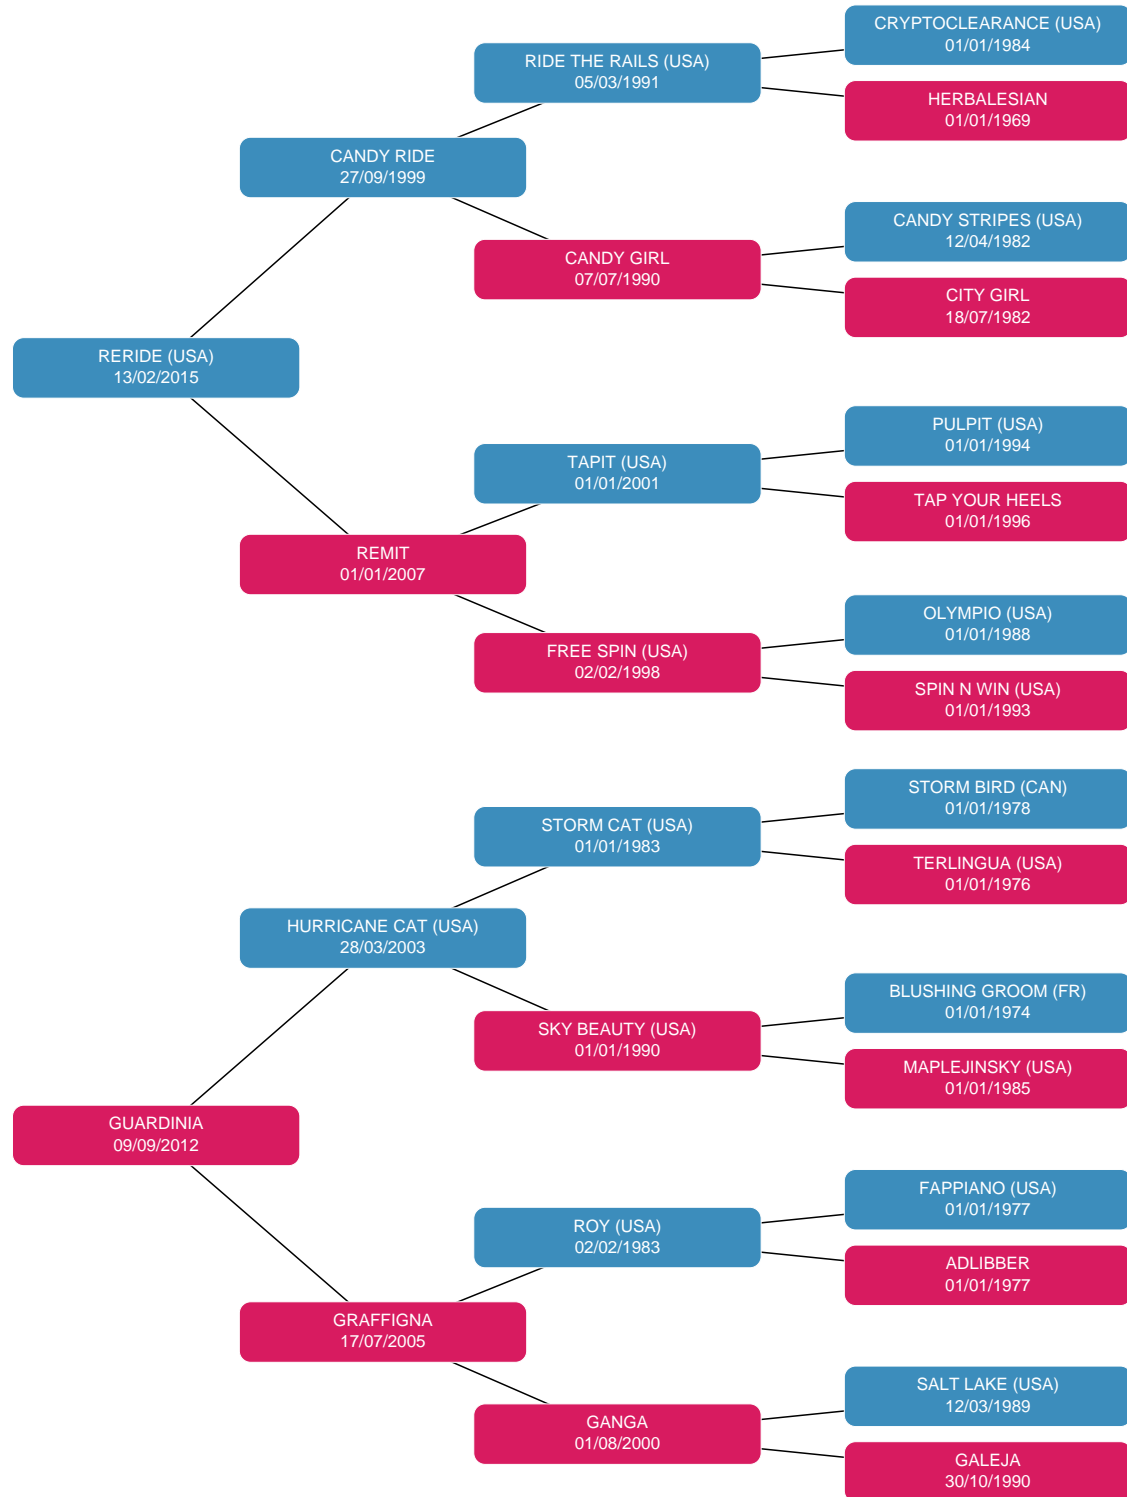 CRYPTOCLEARANCE (USA)
01/01/1984
RIDE THE RAILS (USA)
05/03/1991
HERBALESIAN
01/01/1969
CANDY RIDE
27/09/1999
CANDY STRIPES (USA)
12/04/1982
CANDY GIRL
07/07/1990
CITY GIRL
18/07/1982
RERIDE (USA)
13/02/2015
PULPIT (USA)
01/01/1994
TAPIT (USA)
01/01/2001
TAP YOUR HEELS
01/01/1996
REMIT
01/01/2007
OLYMPIO (USA)
01/01/1988
FREE SPIN (USA)
02/02/1998
SPIN N WIN (USA)
01/01/1993
STORM BIRD (CAN)
01/01/1978
STORM CAT (USA)
01/01/1983
TERLINGUA (USA)
01/01/1976
HURRICANE CAT (USA)
28/03/2003
BLUSHING GROOM (FR)
01/01/1974
SKY BEAUTY (USA)
01/01/1990
MAPLEJINSKY (USA)
01/01/1985
GUARDINIA
09/09/2012
FAPPIANO (USA)
01/01/1977
ROY (USA)
02/02/1983
ADLIBBER
01/01/1977
GRAFFIGNA
17/07/2005
SALT LAKE (USA)
12/03/1989
GANGA
01/08/2000
GALEJA
30/10/1990